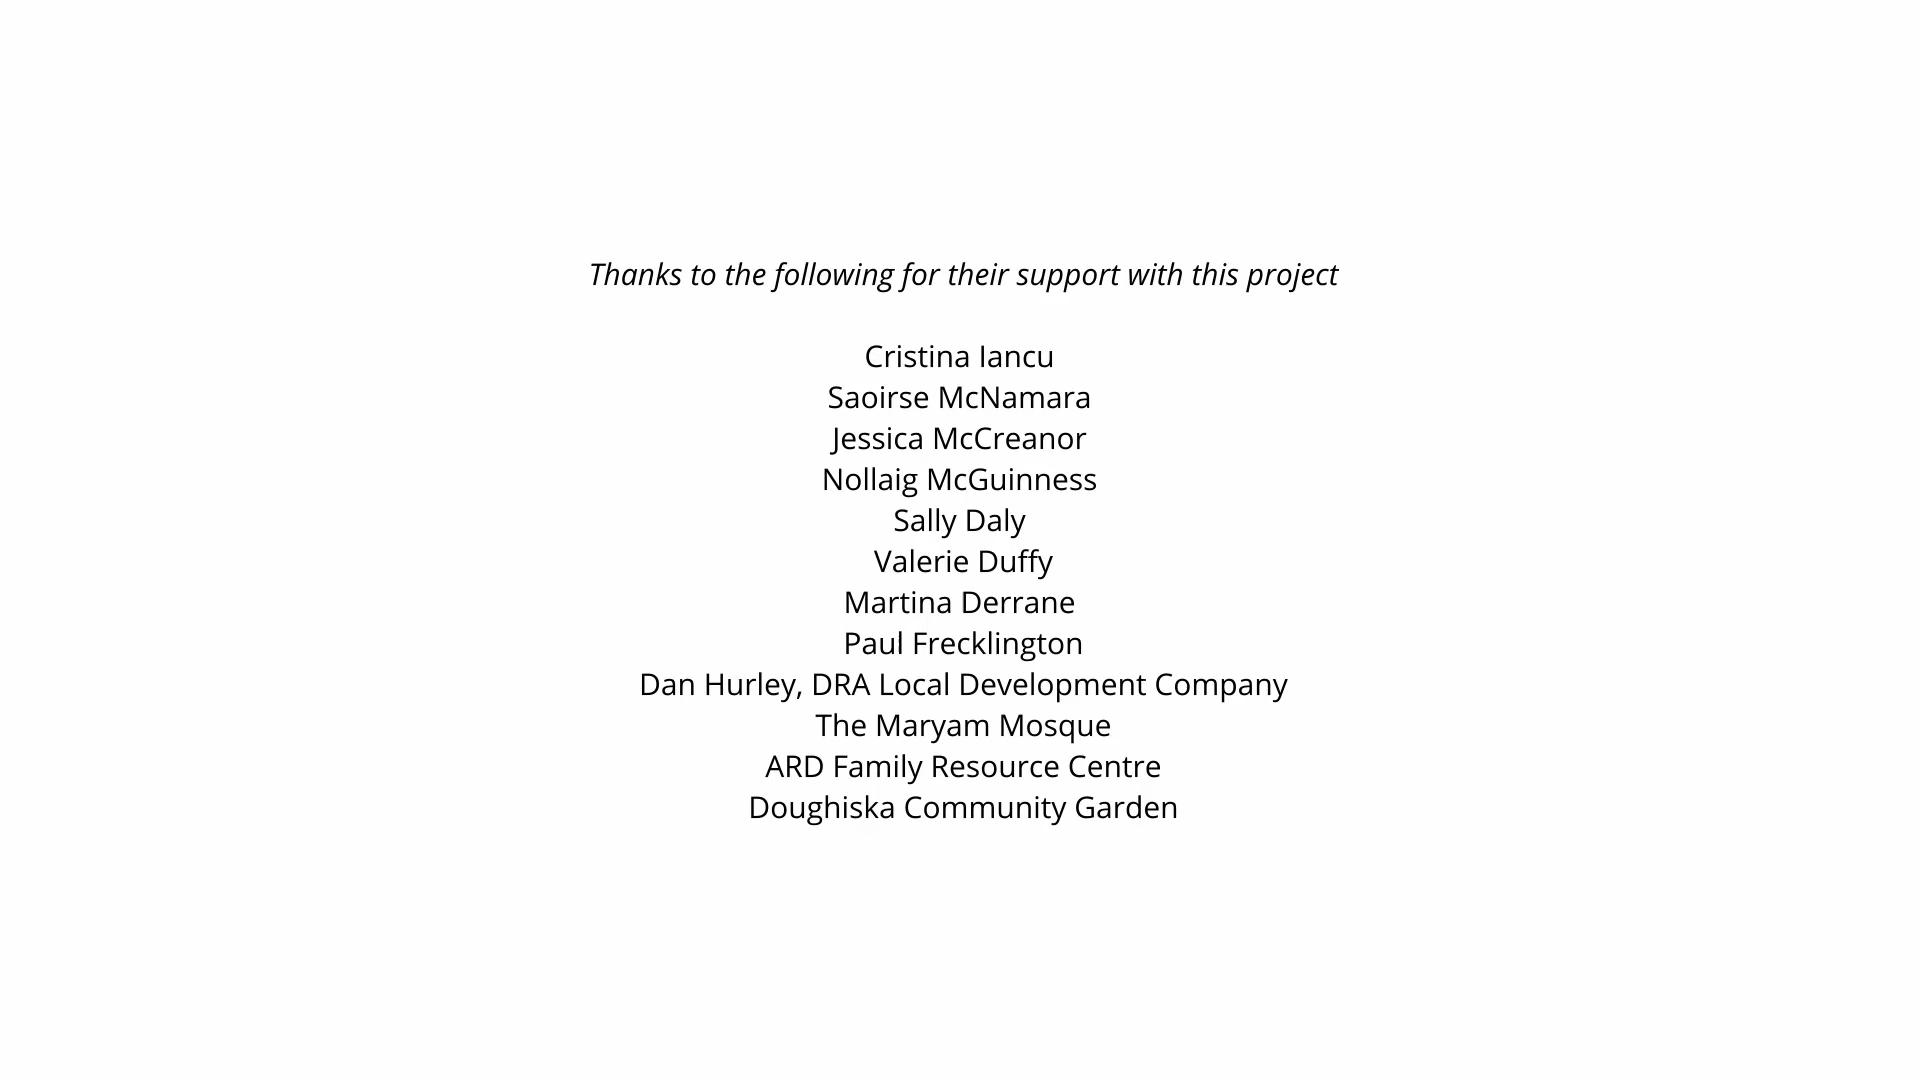 Thanks to the following for their support with this project
Cristina Iancu
Saoirse McNamara
Jessica McCreanor
Nollaig McGuinness
Sally Daly
Valerie Duffy
Martina Derrane
Paul Frecklington
Dan Hurley, DRA Local Development Company
The Maryam Mosque
ARD Family Resource Centre
Doughiska Community Garden